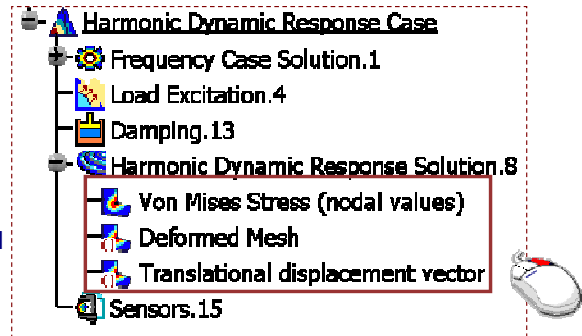 Harmonic Dynamic Response Case
Frequency Case Solution.1
Load Excitation.4
Damping.13
Harmonic Dynamic Response Solution.8
Von Mises Stress (nodal values)
Deformed Mesh
Translational displacement vector
Sensors.15